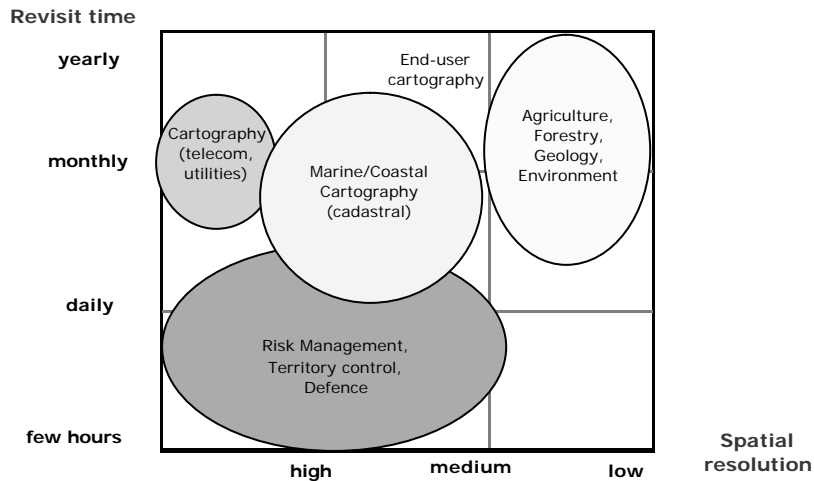 Revisit time
yearly
End-user
cartography
Agriculture,
Forestry,
Geology,
Environment
Cartography
(telecom,
utilities)
monthly
Marine/Coastal
Cartography
(cadastral)
daily
Risk Management,
Territory control,
Defence
few hours
high
medium
low
Spatial
resolution